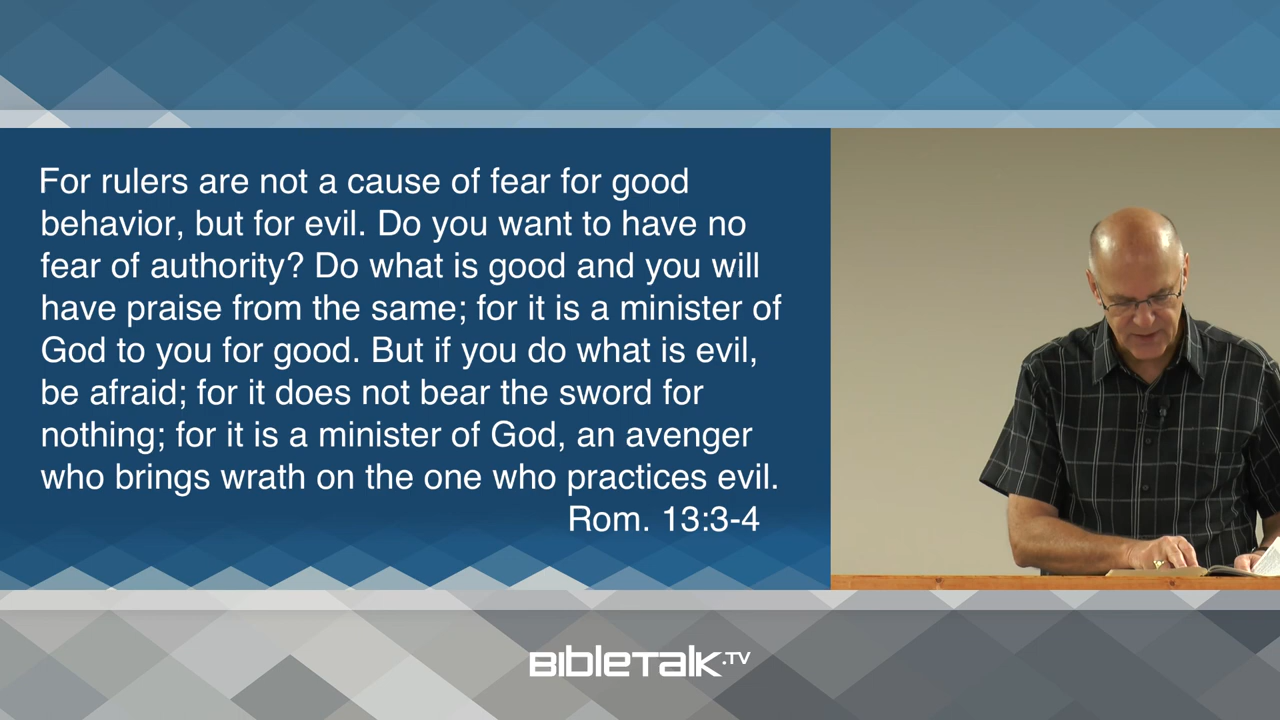 For rulers are not a cause of fear for good
behavior, but for evil. Do you want to have no
fear of authority? Do what is good and you will
have praise from the same; for it is a minister of
God to you for good. But if you do what is evil,
be afraid; for it does not bear the sword for
nothing; for it is a minister of God, an avenger
who brings wrath on the one who practices evil.
Rom. 13:3-4
BIBLETALK.TV